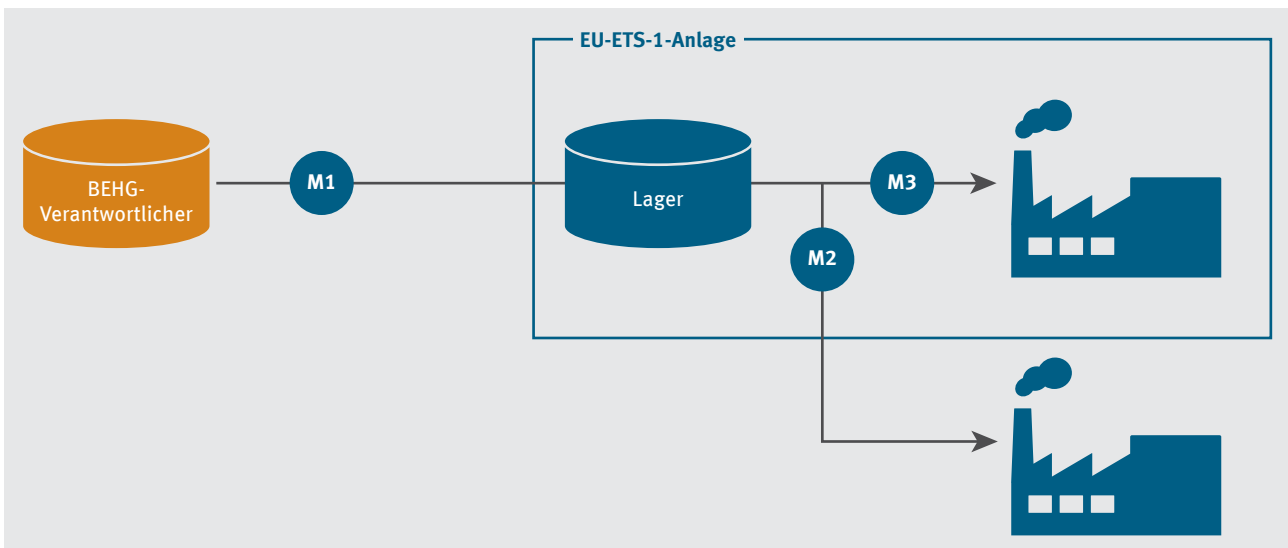 EU-ETS-1-Anlage
BEHG-
Verantwortlicher
M1
Lager
M3
M2